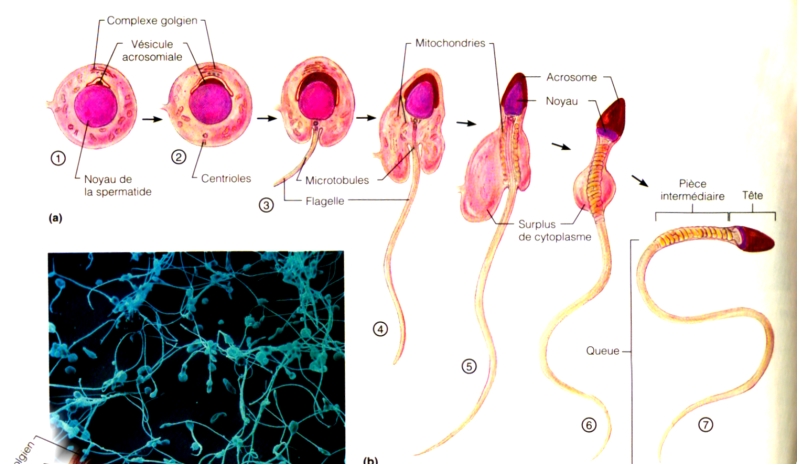 Complexe golgien
Vésicule
acrosomiale
Mitochondries
Acrosome
Noyau
1
2
Noyau de
la spermatide
Centrioles
3
Microtobules
Flagelle
(a)
Surplus
de cytoplasme
Pièce
intermédiaire
Tête
4
5
Queue
6
7
(b)